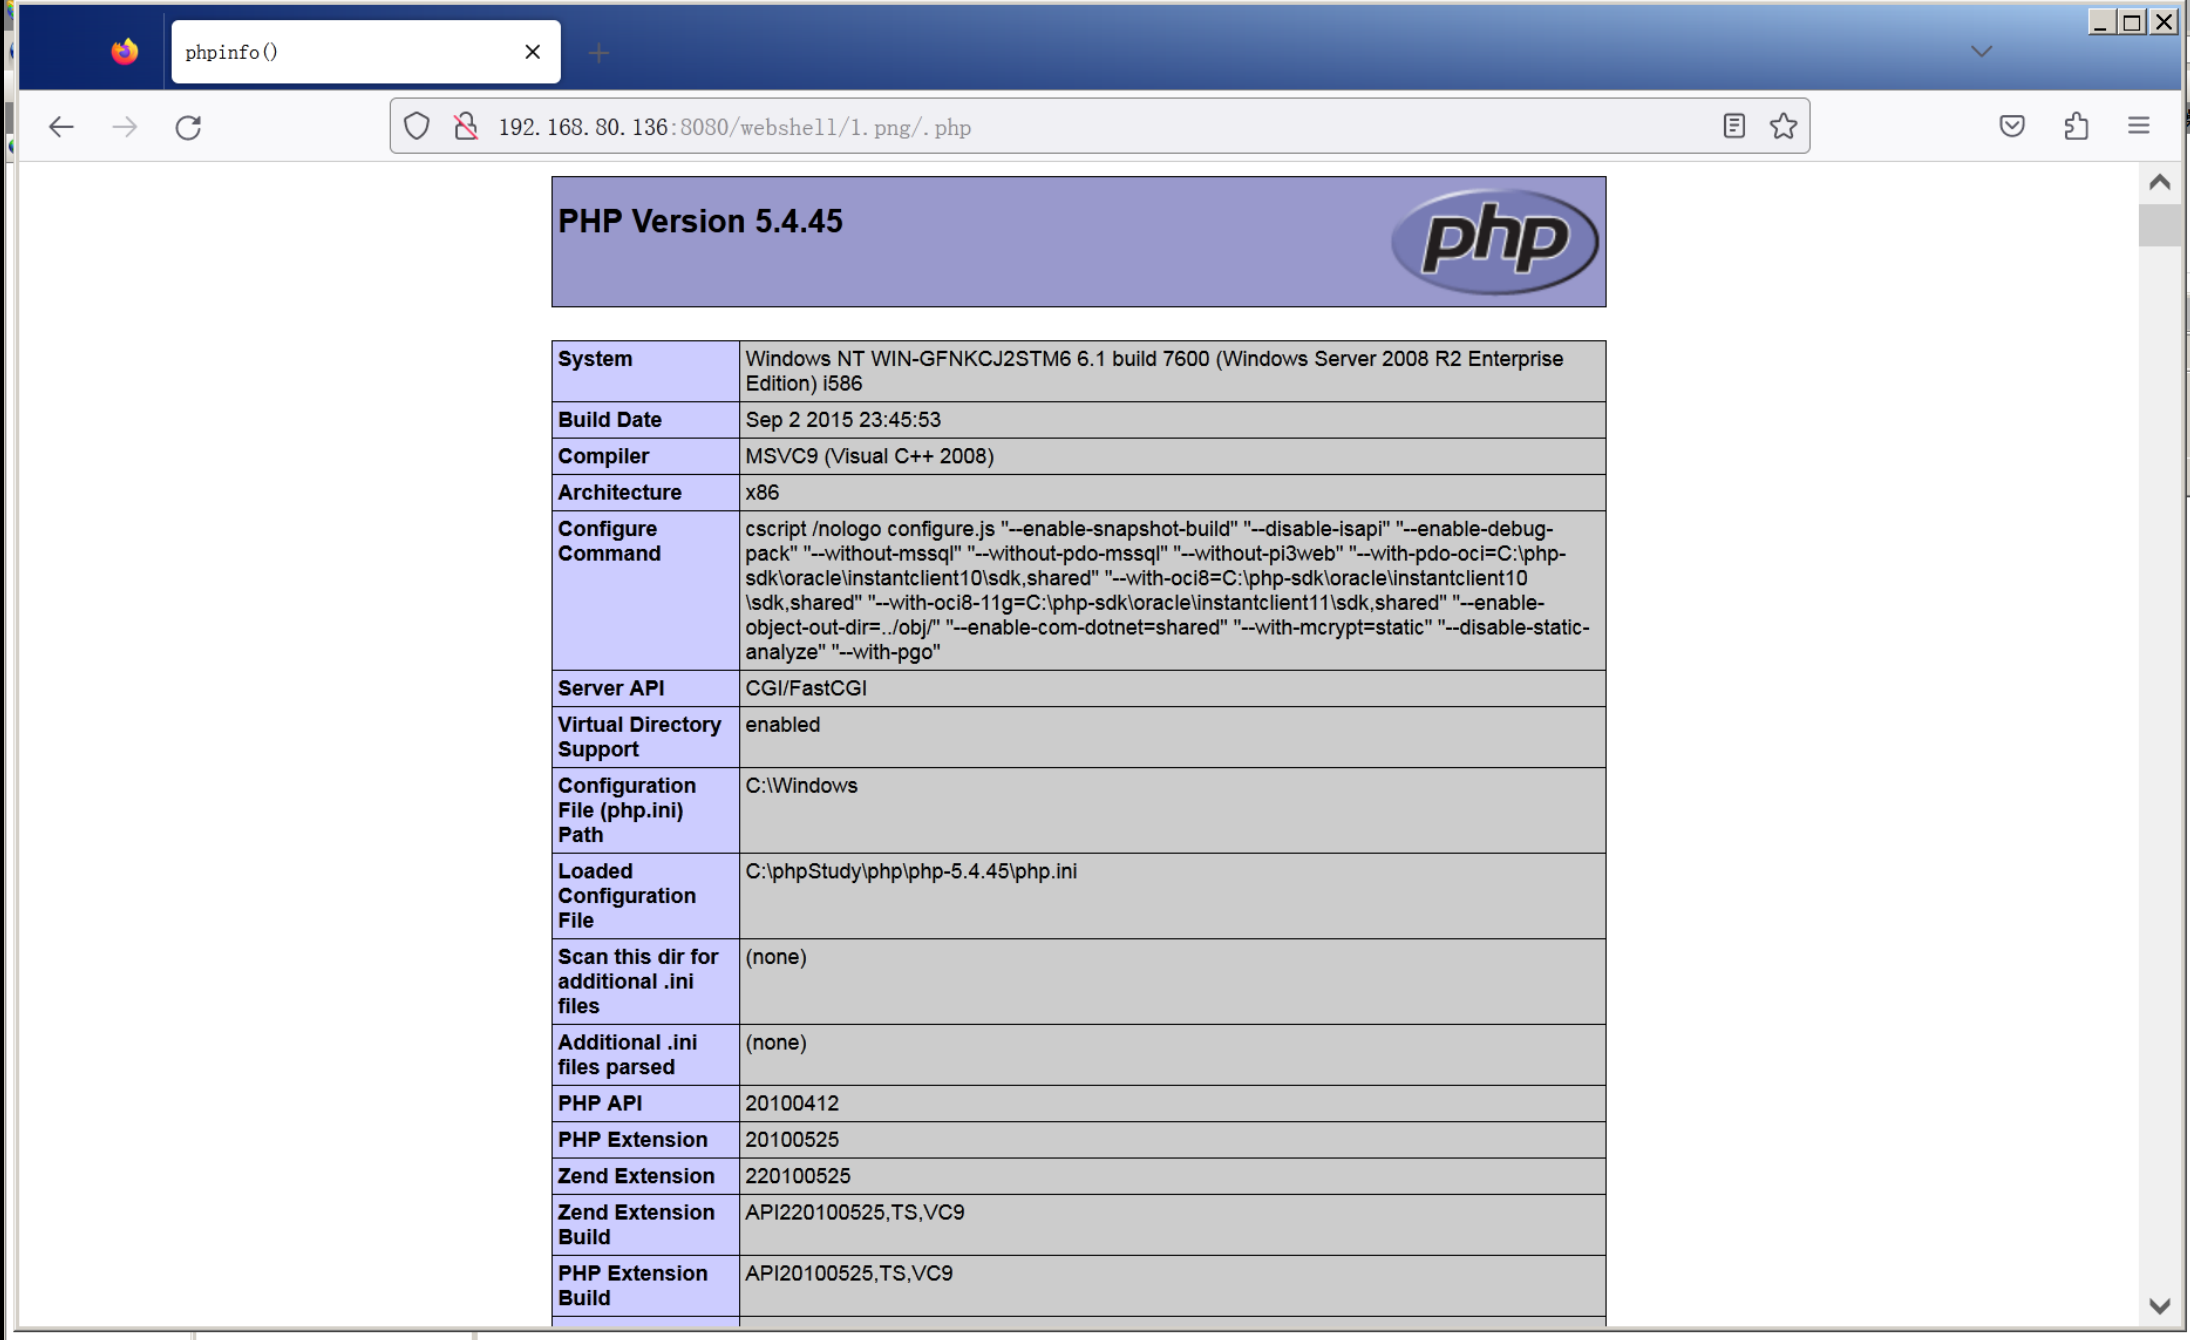 phpinfo()
192.168.80.136:8080/webshell/1.png/.php
PHP Version 5.4.45
php
System
Windows NT WIN-GFNKCJ2STM6 6.1 build 7600 (Windows Server 2008 R2 Enterprise
Edition) i586
Build Date
Sep 2 2015 23:45:53
Compiler
MSVC9 (Visual C++ 2008)
Architecture
x86
Configure
Command
cscript /nologo configure.js "--enable-snapshot-build" "--disable-isapi" "--enable-debug-
pack" "--without-mssql" "--without-pdo-mssql" "--without-pi3web" "--with-pdo-oci=C:\php-
sdk\oracle\instantclient10\sdk,shared" "--with-oci8=C:\php-sdk\oracle\instantclient10
\sdk,shared" "--with-oci8-11g=C:\php-sdk\oracle\instantclient11\sdk,shared" "--enable-
object-out-dir=../obj/" "--enable-com-dotnet=shared" "--with-mcrypt=static" "--disable-static-
analyze" "--with-pgo"
Server API
CGI/FastCGI
Virtual Directory
Support
enabled
Configuration
File (php.ini)
Path
C:\Windows
Loaded
Configuration
File
C:\phpStudy\php\php-5.4.45\php.ini
Scan this dir for
additional .ini
files
(none)
Additional .ini
files parsed
(none)
PHP API
20100412
PHP Extension
20100525
Zend Extension
220100525
Zend Extension
Build
API220100525,TS,VC9
PHP Extension
Build
API20100525,TS,VC9